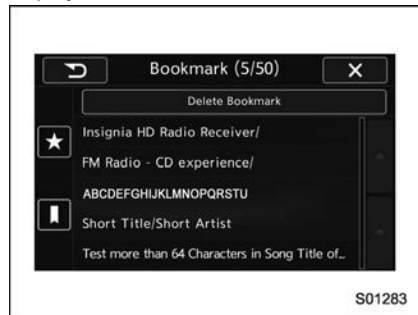 Bookmark (5/50)
Delete Bookmark
Insignia HD Radio Receiver/
FM Radio - CD experience/
ABCDEFGHIJKLMNOPQRSTU
Short Title/Short Artist
Test more than 64 Characters in Song Title of…
S01283